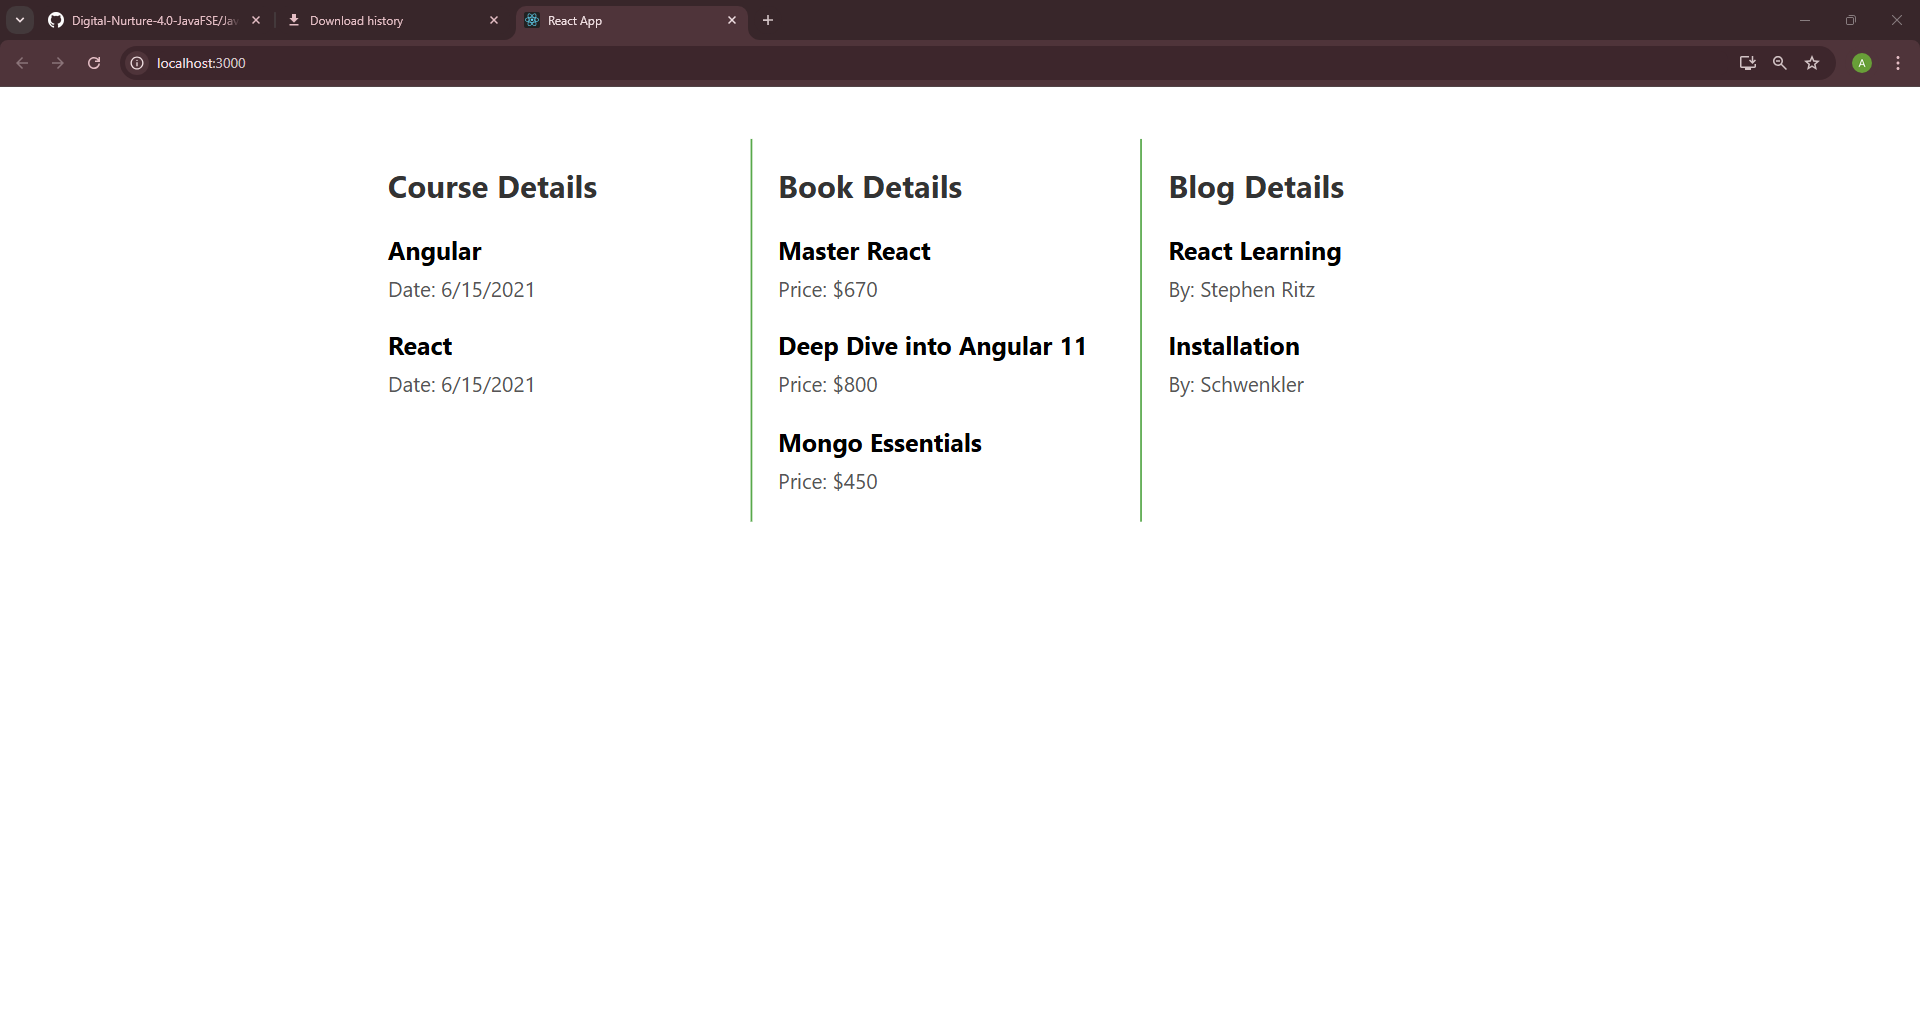 Digital-Nurture-4.0-JavaFSE/Jav
Download history
React App
localhost:3000
A
Course Details
Angular
Date: 6/15/2021
React
Date: 6/15/2021
Book Details
Master React
Price: $670
Deep Dive into Angular 11
Price: $800
Mongo Essentials
Price: $450
Blog Details
React Learning
By: Stephen Ritz
Installation
By: Schwenkler